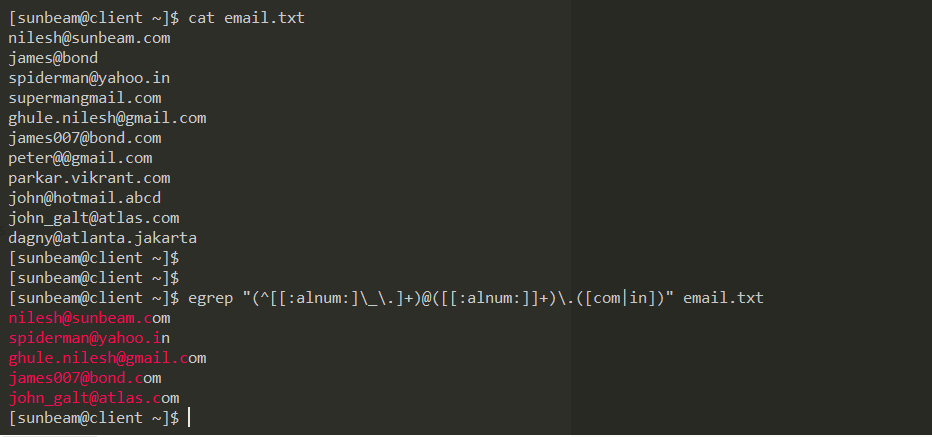 [sunbeam@client ~]$ cat email.txt
nilesh@sunbeam.com
james@bond
spiderman@yahoo.in
supermangmail.com
ghule.nilesh@gmail.com
james007@bond.com
peter@@gmail.com
parkar.vikrant.com
john@hotmail.abcd
john_galt@atlas.com
dagny@atlanta.jakarta
[sunbeam@client ~]$
[sunbeam@client ~]$
[sunbeam@client ~]$ egrep "(^[[:alnum:]\_\.]+)@([[:alnum:]]+)\.([com|in])" email.txt
nilesh@sunbeam.com
spiderman@yahoo.in
ghule.nilesh@gmail.com
james007@bond.com
john_galt@atlas.com
[sunbeam@client ~]$